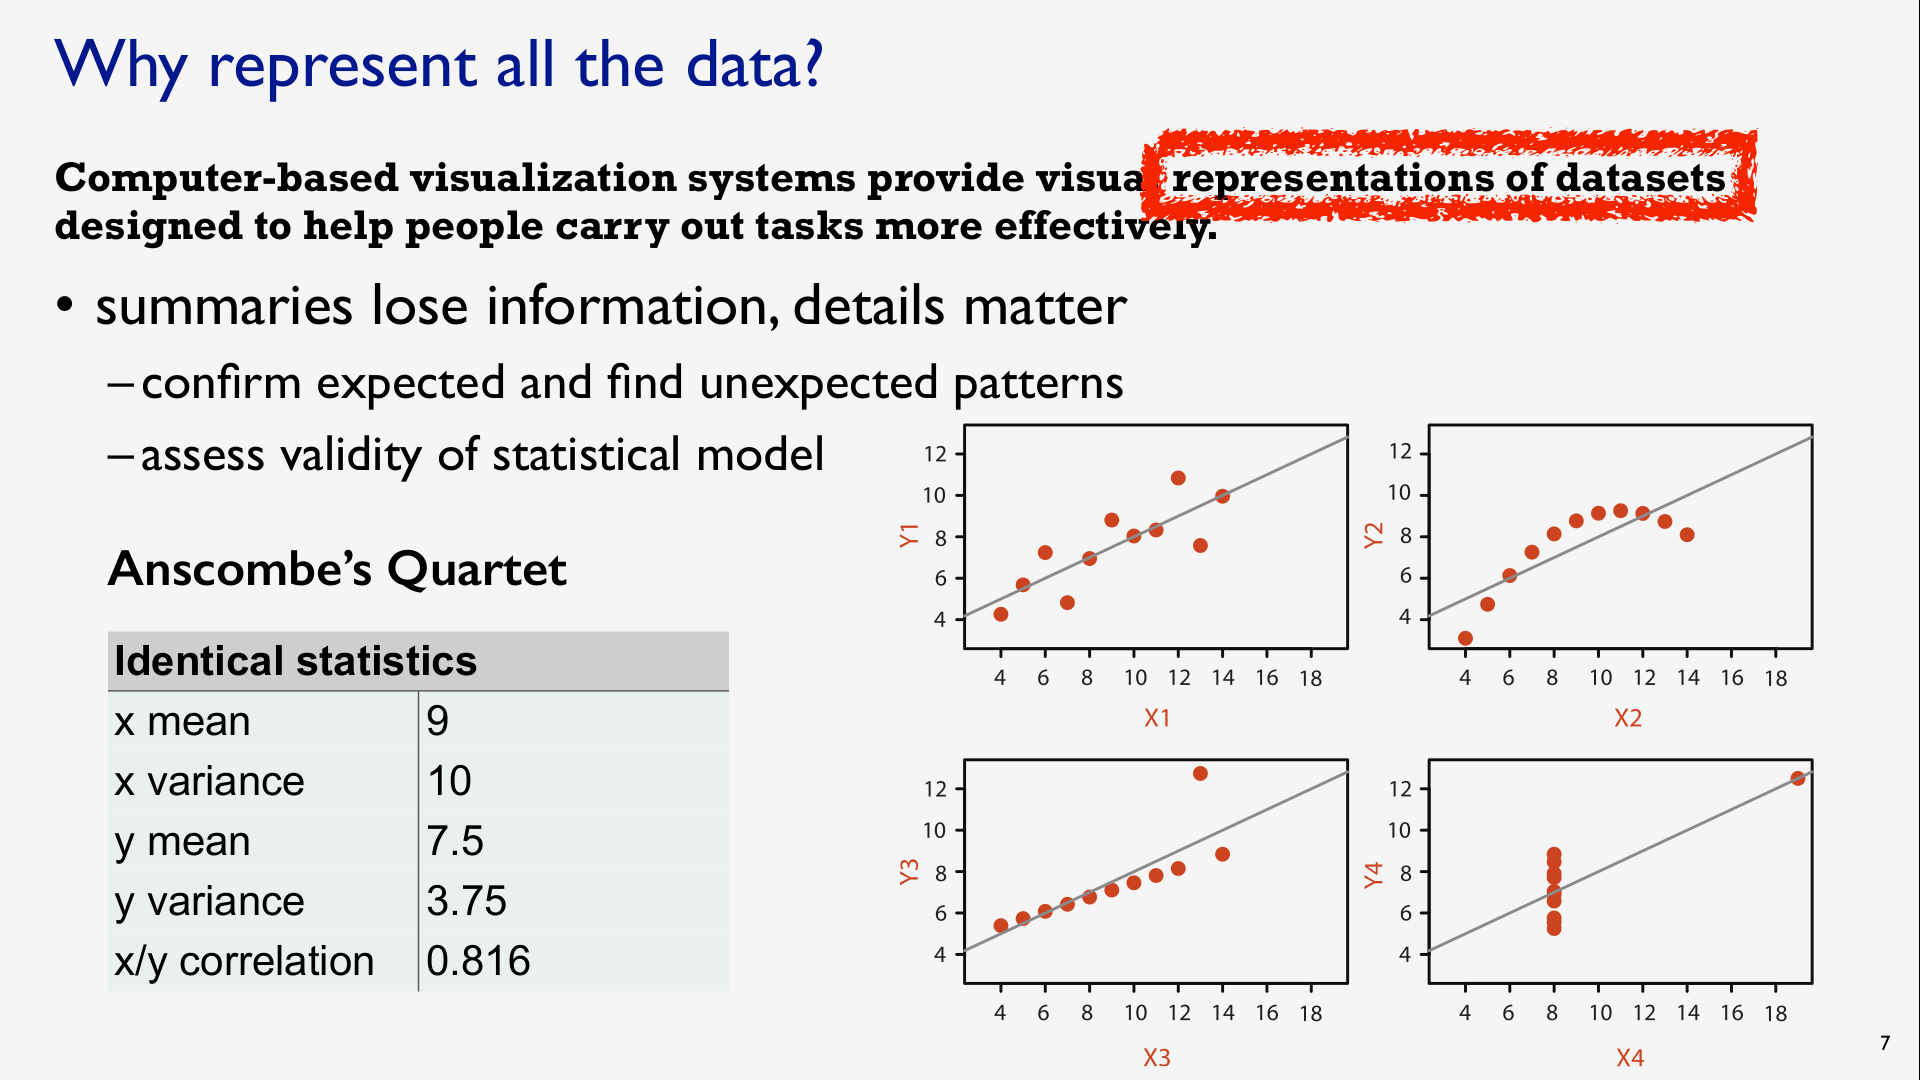 Why represent all the data?
Computer-based visualization systems provide visual representations of datasets
designed to help people carry out tasks more effectively.
• summaries lose information, details matter
– confirm expected and find unexpected patterns
– assess validity of statistical model
Anscombe’s Quartet
Identical statistics
x mean 9
x variance 10
y mean 7.5
y variance 3.75
x/y correlation 0.816
12
10
8
6
4
Y1
4 6 8 10 12 14 16 18
X1
12
10
8
6
4
Y2
4 6 8 10 12 14 16 18
X2
12
10
8
6
4
Y3
4 6 8 10 12 14 16 18
X3
12
10
8
6
4
Y4
4 6 8 10 12 14 16 18
X4
7